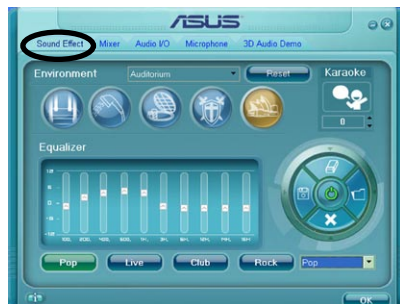 ASUS
Sound Effect Mixer Audio I/O Microphone 3D Audio Demo
Environment Auditorium Reset Karaoke
0
Equalizer
Pop Live Club Rock Pop
OK